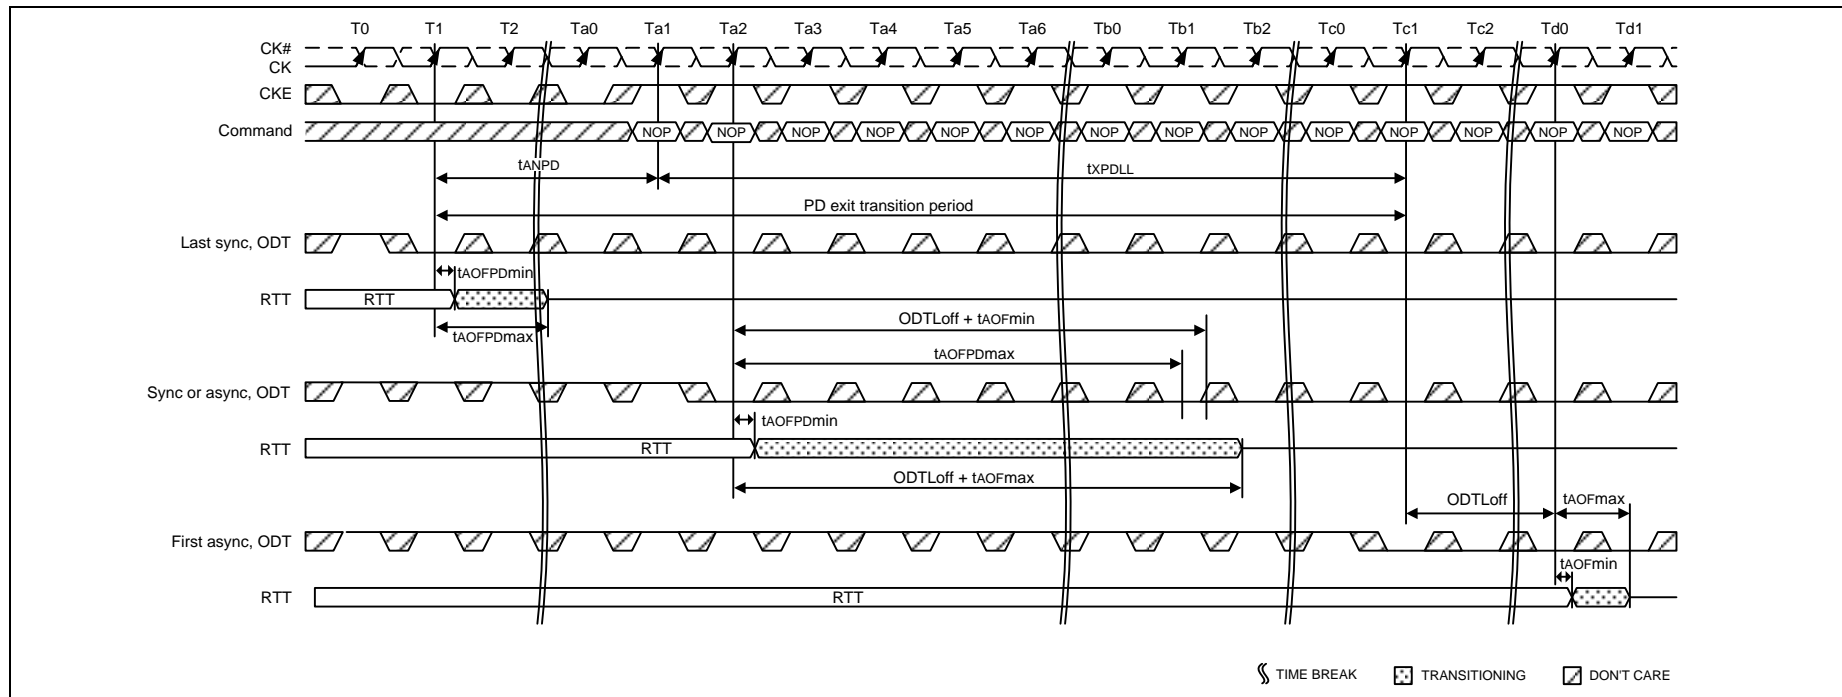 T0 T1 T2 Ta0 Ta1 Ta2 Ta3 Ta4 Ta5 Ta6 Tb0 Tb1 Tb2 Tc0 Tc1 Tc2 Td0 Td1
CK#
CK
CKE
Command NOP NOP NOP NOP NOP NOP NOP NOP NOP NOP NOP NOP NOP NOP
tANPD tXPDLL
PD exit transition period
Last sync, ODT
tAOFPDmin
RTT RTT
tAOFPDmax
ODTLoff + tAOFmin
tAOFPDmax
Sync or async, ODT
tAOFPDmin
RTT RTT
ODTLoff + tAOFmax
ODTLoff tAOFmax
First async, ODT
tAOFmin
RTT RTT
TIME BREAK TRANSITIONING DON'T CARE